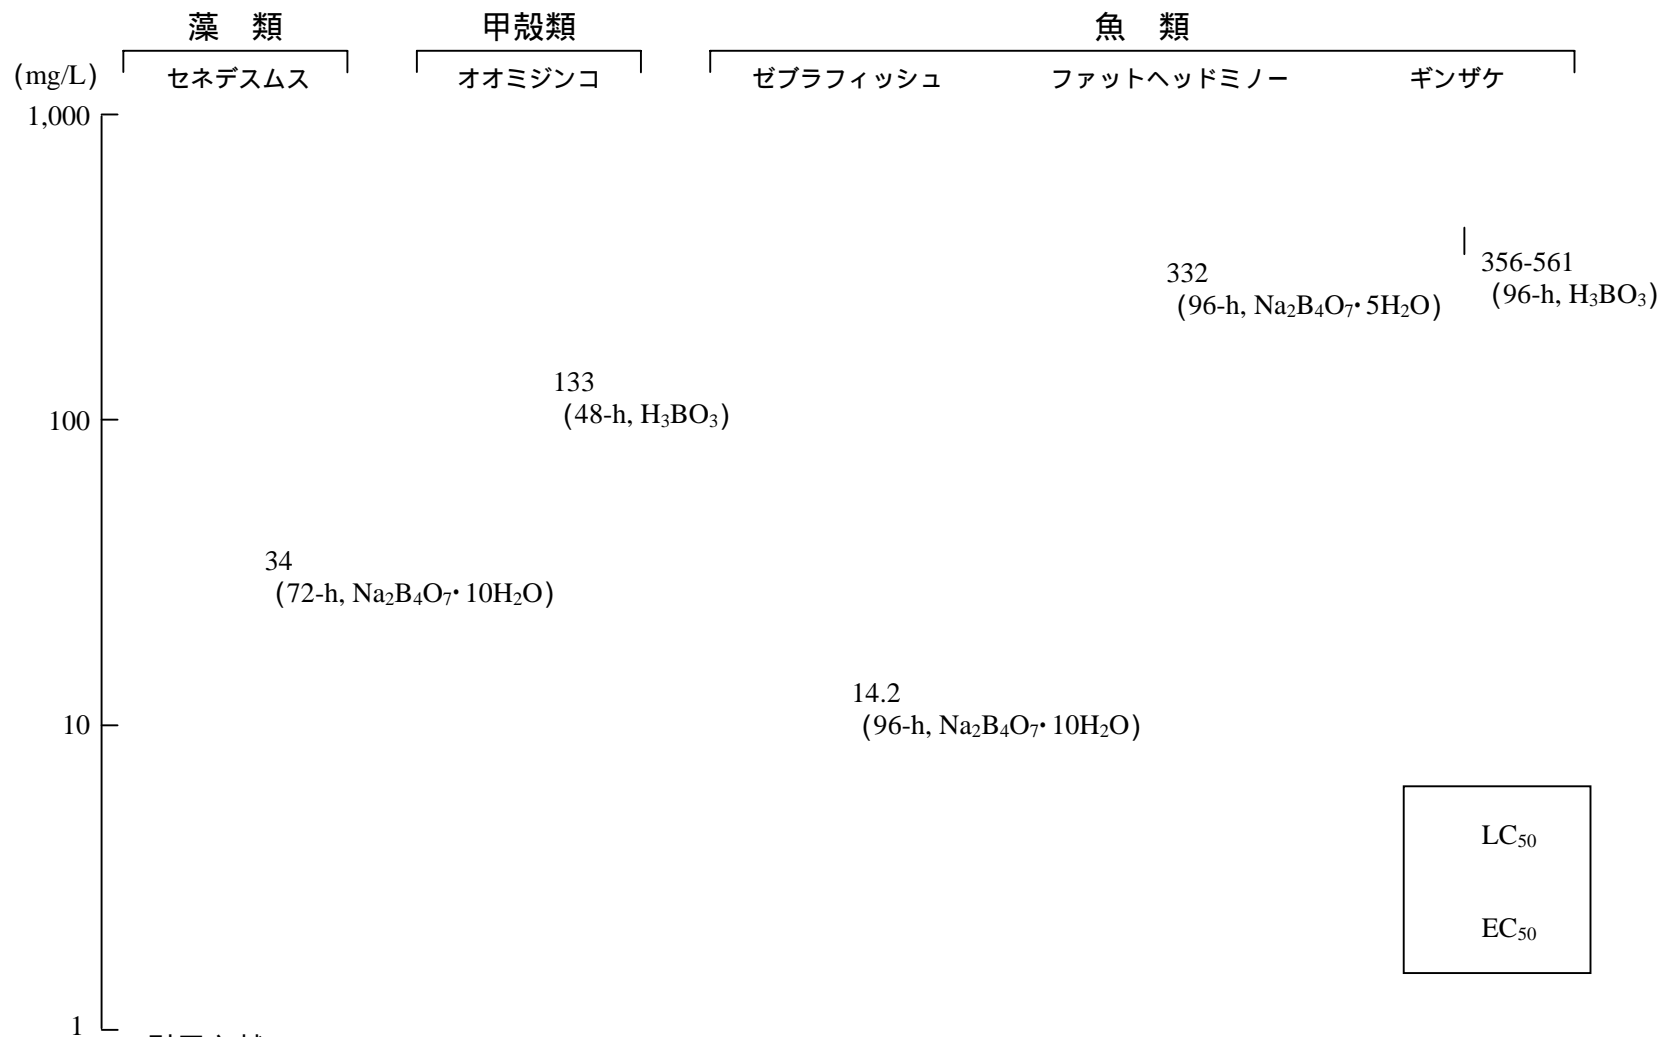 藻　類
甲殻類
魚　類
(mg/L)
セネデスムス
オオミジンコ
ゼブラフィッシュ
ファットヘッドミノー
ギンザケ
1,000
356-561
(96-h, H₃BO₃)
332
(96-h, Na₂B₄O₇・5H₂O)
133
(48-h, H₃BO₃)
100
34
(72-h, Na₂B₄O₇・10H₂O)
14.2
(96-h, Na₂B₄O₇・10H₂O)
10
LC₅₀
EC₅₀
1